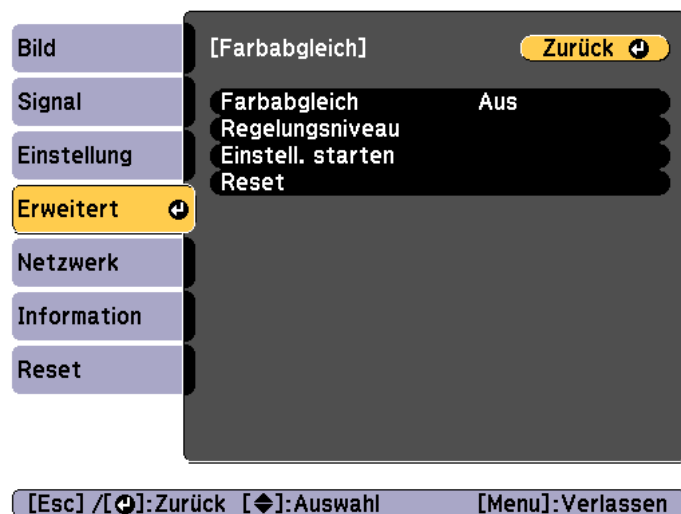 Bild
Signal
Einstellung
Erweitert
Netzwerk
Information
Reset
[Farbabgleich] Zurück
Farbabgleich Aus
Regelungsniveau
Einstell. starten
Reset
[Esc] /[⏎]:Zurück [◆]:Auswahl [Menu]:Verlassen